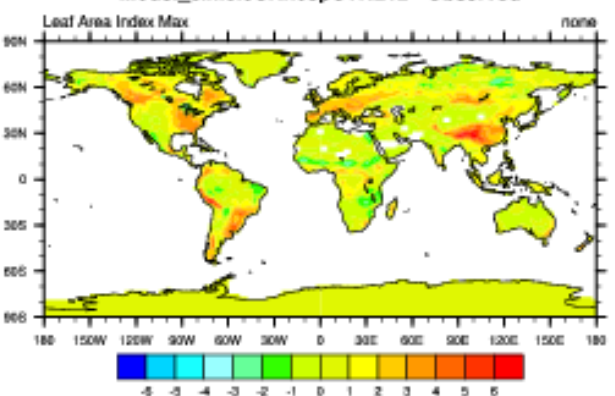 Leaf Area Index Max none
90N
60N
30N
0
30S
60S
90S
180 150W 120W 90W 60W 30W 0 30E 60E 90E 120E 150E 180
-6 -5 -4 -3 -2 -1 0 1 2 3 4 5 6